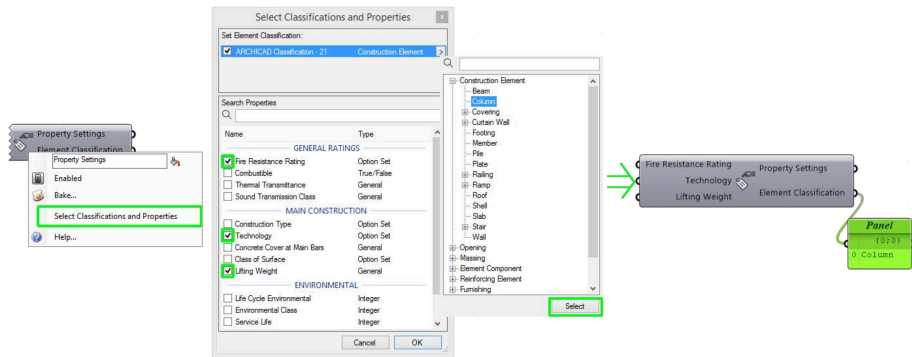 Property Settings
Element Classification
Property Settings
Enabled
Bake...
Select Classifications and Properties
Help...
Select Classifications and Properties
x
Set Element Classification:
ARCHICAD Classification - 21 Construction Element >
Search Properties
Name Type
GENERAL RATINGS
Fire Resistance Rating Option Set
Combustible True/False
Thermal Transmittance General
Sound Transmission Class General
MAIN CONSTRUCTION
Construction Type Option Set
Technology Option Set
Concrete Cover at Main Bars General
Class of Surface Option Set
Lifting Weight General
ENVIRONMENTAL
Life Cycle Environmental Integer
Environmental Class Integer
Service Life Integer
Cancel OK
Construction Element
Beam
Column
Covering
Curtain Wall
Footing
Member
Pile
Plate
Railing
Ramp
Roof
Shell
Slab
Stair
Wall
Opening
Massing
Element Component
Reinforcing Element
Furnishing
Select
Fire Resistance Rating
Technology
Lifting Weight
Property Settings
Element Classification
Panel
{0;0}
0 Column